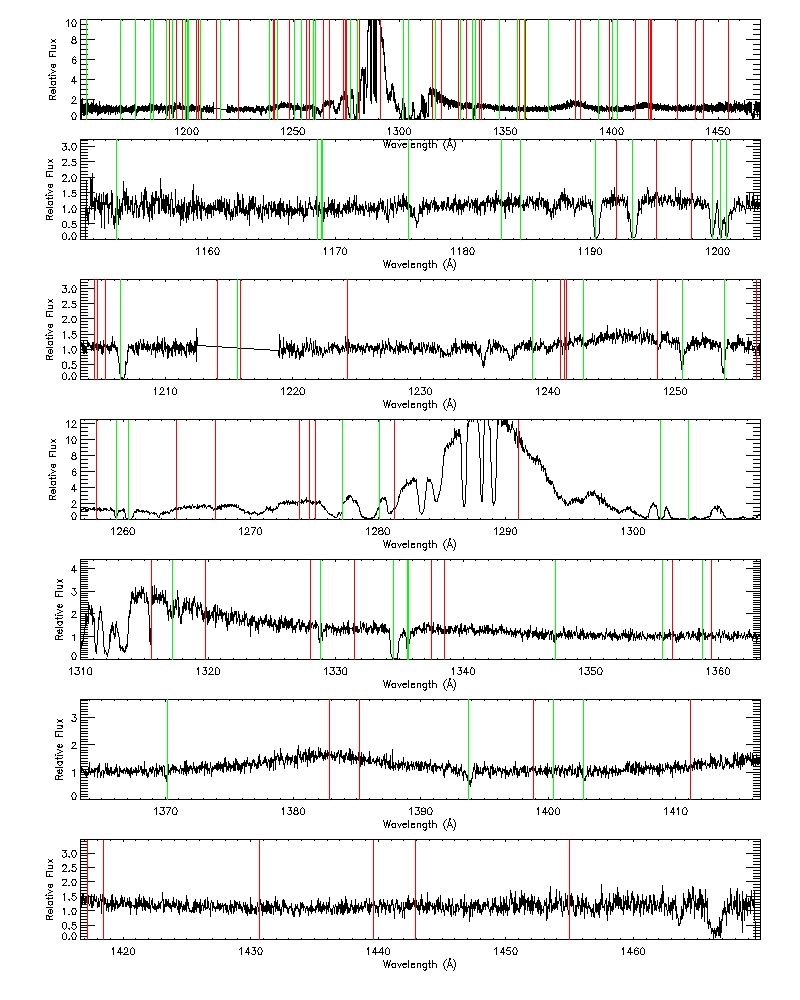 10
8
6
4
2
0
Relative Flux
1200 1250 1300 1350 1400 1450
Wavelength (Å)
3.0
2.5
2.0
1.5
1.0
0.5
0.0
Relative Flux
1160 1170 1180 1190 1200
Wavelength (Å)
3.0
2.5
2.0
1.5
1.0
0.5
0.0
Relative Flux
1210 1220 1230 1240 1250
Wavelength (Å)
12
10
8
6
4
2
0
Relative Flux
1260 1270 1280 1290 1300
Wavelength (Å)
4
3
2
1
0
Relative Flux
1310 1320 1330 1340 1350 1360
Wavelength (Å)
3
2
1
0
Relative Flux
1370 1380 1390 1400 1410
Wavelength (Å)
3.0
2.5
2.0
1.5
1.0
0.5
0.0
Relative Flux
1420 1430 1440 1450 1460
Wavelength (Å)